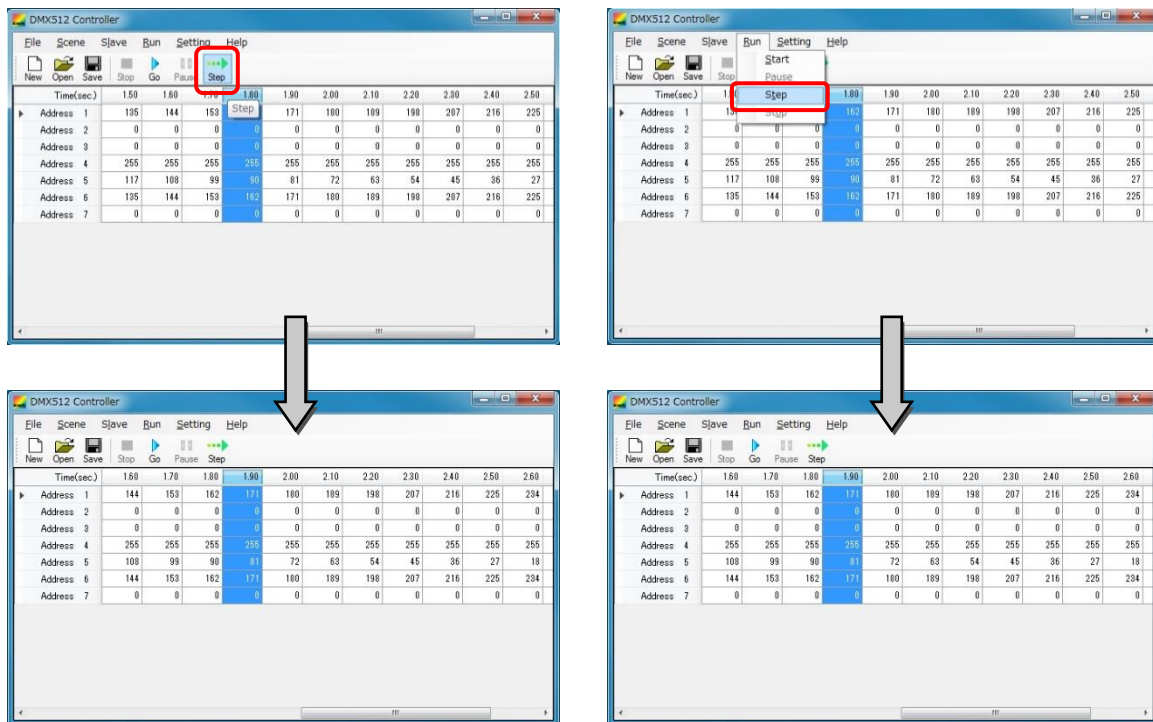 DMX512 Controller
File Scene Slave Run Setting Help
New Open Save Stop Go Pause Step
Time(sec.) 1.50 1.60 1.70 1.80 1.90 2.00 2.10 2.20 2.30 2.40 2.50
Step
Address 1 135 144 153 171 180 189 198 207 216 225
Address 2 0 0 0 0 0 0 0 0 0 0 0
Address 3 0 0 0 0 0 0 0 0 0 0 0
Address 4 255 255 255 255 255 255 255 255 255 255 255
Address 5 117 108 99 90 81 72 63 54 45 36 27
Address 6 135 144 153 162 171 180 189 198 207 216 225
Address 7 0 0 0 0 0 0 0 0 0 0 0
DMX512 Controller
File Scene Slave Run Setting Help
New Open Save Stop
Start
Pause
Step
Stop
Time(sec.) 1.80 1.90 2.00 2.10 2.20 2.30 2.40 2.50
Address 1 162 171 180 189 198 207 216 225
Address 2 0 0 0 0 0 0 0 0 0 0 0
Address 3 0 0 0 0 0 0 0 0 0 0 0
Address 4 255 255 255 255 255 255 255 255 255 255 255
Address 5 117 108 99 90 81 72 63 54 45 36 27
Address 6 135 144 153 162 171 180 189 198 207 216 225
Address 7 0 0 0 0 0 0 0 0 0 0 0
DMX512 Controller
File Scene Slave Run Setting Help
New Open Save Stop Go Pause Step
Time(sec.) 1.60 1.70 1.80 1.90 2.00 2.10 2.20 2.30 2.40 2.50 2.60
Address 1 144 153 162 171 180 189 198 207 216 225 234
Address 2 0 0 0 0 0 0 0 0 0 0 0
Address 3 0 0 0 0 0 0 0 0 0 0 0
Address 4 255 255 255 255 255 255 255 255 255 255 255
Address 5 108 99 90 81 72 63 54 45 36 27 18
Address 6 144 153 162 171 180 189 198 207 216 225 234
Address 7 0 0 0 0 0 0 0 0 0 0 0
DMX512 Controller
File Scene Slave Run Setting Help
New Open Save Stop Go Pause Step
Time(sec.) 1.60 1.70 1.80 1.90 2.00 2.10 2.20 2.30 2.40 2.50 2.60
Address 1 144 153 162 171 180 189 198 207 216 225 234
Address 2 0 0 0 0 0 0 0 0 0 0 0
Address 3 0 0 0 0 0 0 0 0 0 0 0
Address 4 255 255 255 255 255 255 255 255 255 255 255
Address 5 108 99 90 81 72 63 54 45 36 27 18
Address 6 144 153 162 171 180 189 198 207 216 225 234
Address 7 0 0 0 0 0 0 0 0 0 0 0